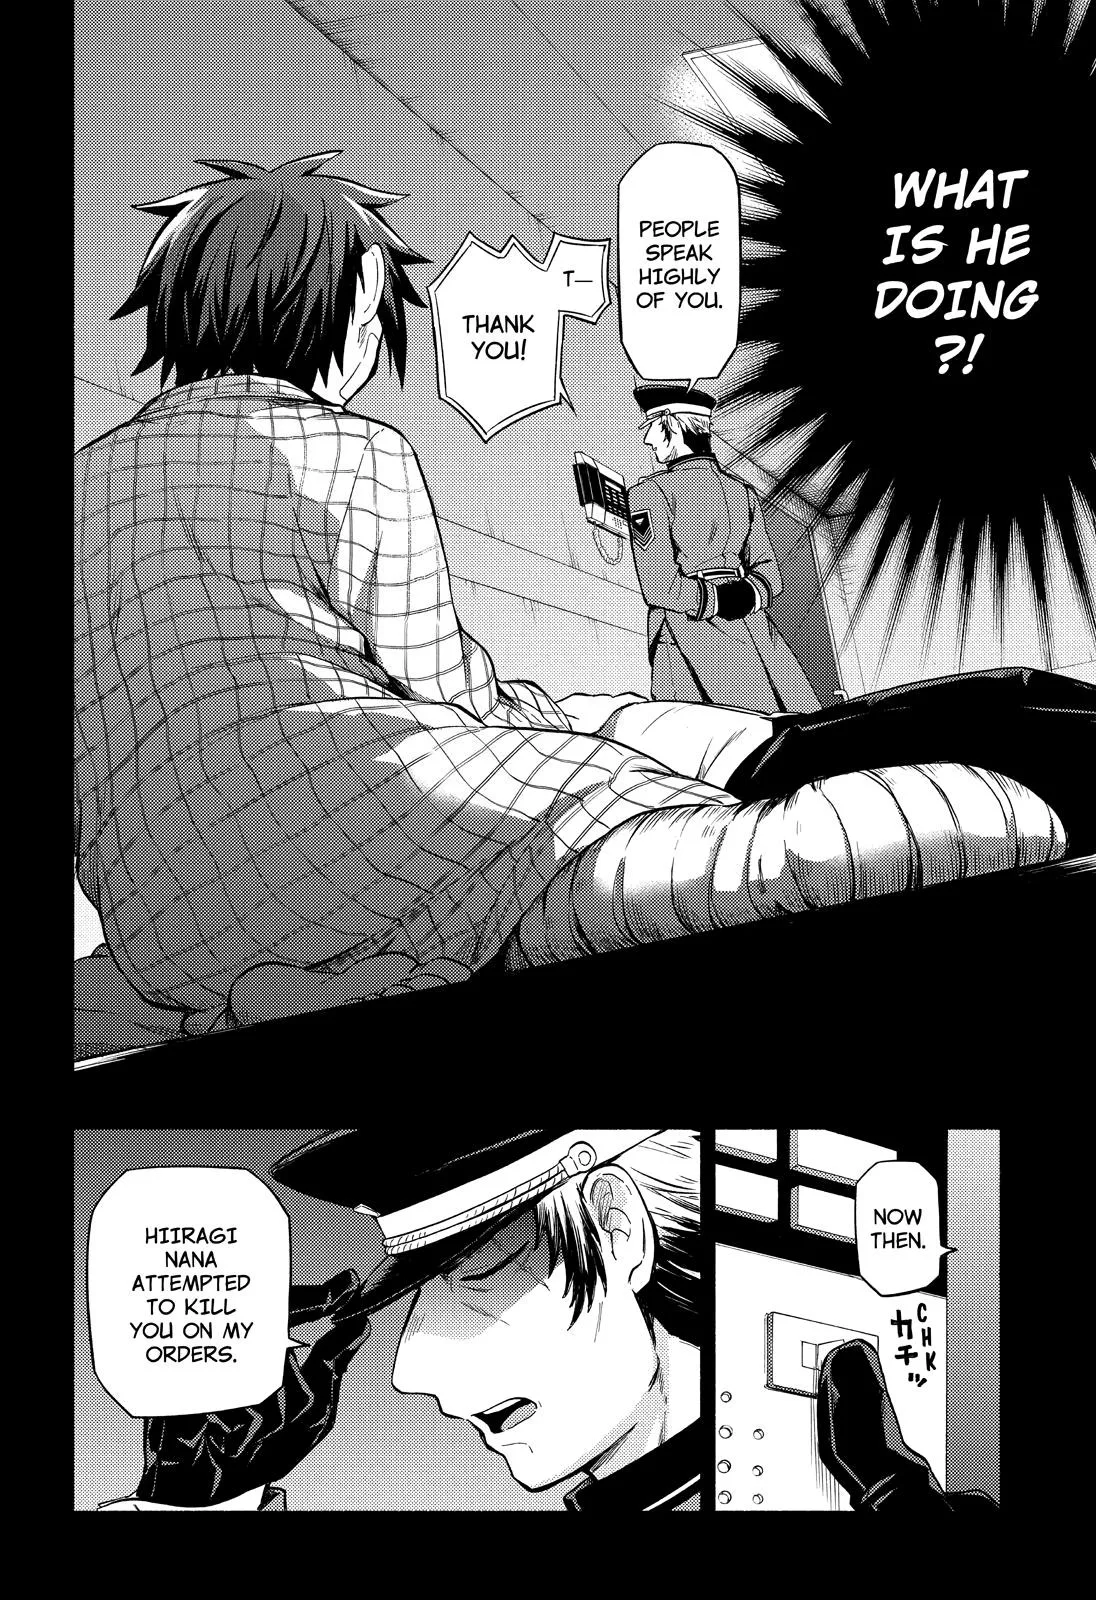 WHAT
IS HE
DOING
?!
PEOPLE
SPEAK
HIGHLY
OF YOU.
T—
THANK
YOU!
NOW
THEN.
CHK
カチッ
HIIRAGI
NANA
ATTEMPTED
TO KILL
YOU ON MY
ORDERS.